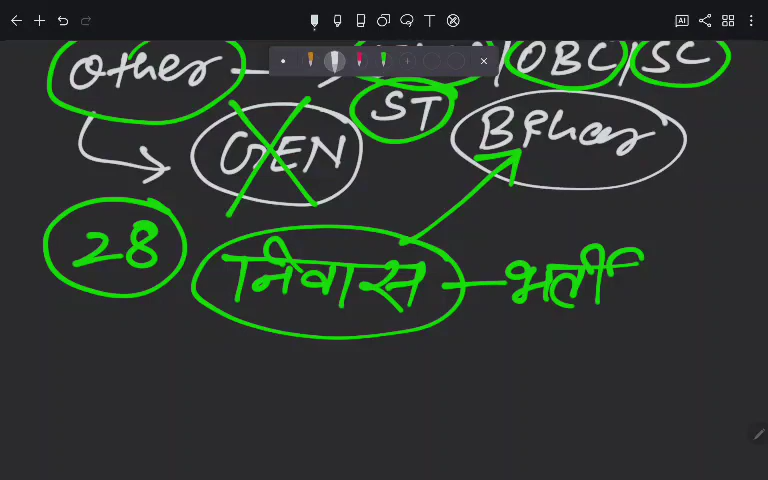 Other — /OBC/SC
ST
GEN Bihar
28 निवास — भर्ती